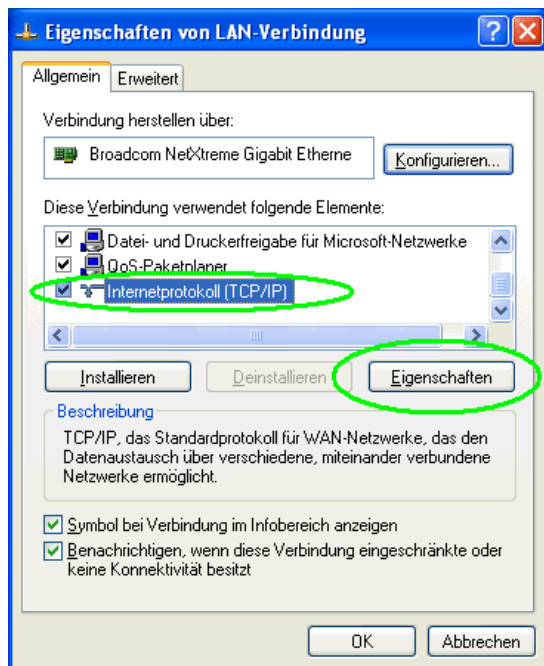 Eigenschaften von LAN-Verbindung
Allgemein
Erweitert
Verbindung herstellen über:
Broadcom NetXtreme Gigabit Etherne
Konfigurieren...
Diese Verbindung verwendet folgende Elemente:
Datei- und Druckerfreigabe für Microsoft-Netzwerke
QoS-Paketplaner
Internetprotokoll (TCP/IP)
Installieren
Deinstallieren
Eigenschaften
Beschreibung
TCP/IP, das Standardprotokoll für WAN-Netzwerke, das den
Datenaustausch über verschiedene, miteinander verbundene
Netzwerke ermöglicht.
Symbol bei Verbindung im Infobereich anzeigen
Benachrichtigen, wenn diese Verbindung eingeschränkte oder
keine Konnektivität besitzt
OK
Abbrechen